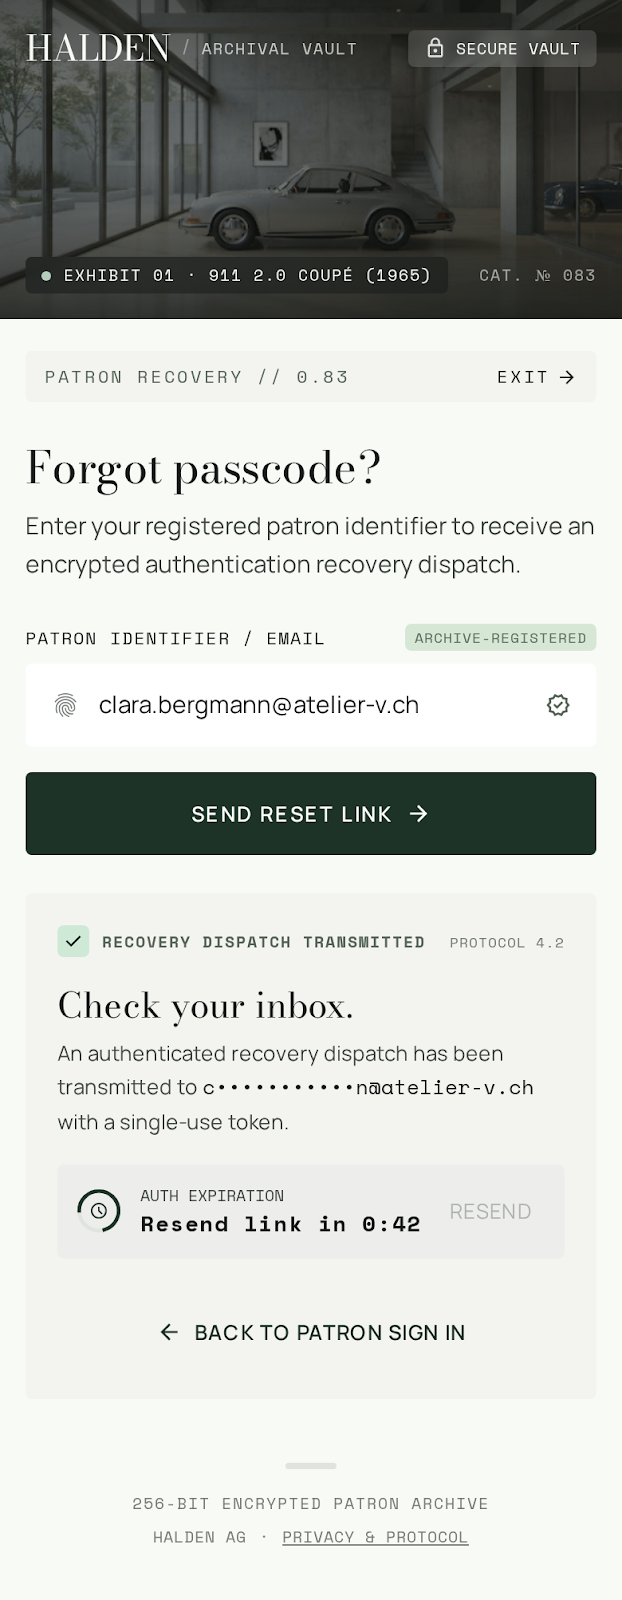 HALDEN / ARCHIVAL VAULT
SECURE VAULT
EXHIBIT 01 · 911 2.0 COUPÉ (1965)
CAT. № 083
PATRON RECOVERY // 0.83
EXIT →
Forgot passcode?
Enter your registered patron identifier to receive an
encrypted authentication recovery dispatch.
PATRON IDENTIFIER / EMAIL
ARCHIVE-REGISTERED
clara.bergmann@atelier-v.ch
SEND RESET LINK →
RECOVERY DISPATCH TRANSMITTED
PROTOCOL 4.2
Check your inbox.
An authenticated recovery dispatch has been
transmitted to c•••••••••••n@atelier-v.ch
with a single-use token.
AUTH EXPIRATION
Resend link in 0:42
RESEND
← BACK TO PATRON SIGN IN
256-BIT ENCRYPTED PATRON ARCHIVE
HALDEN AG · PRIVACY & PROTOCOL